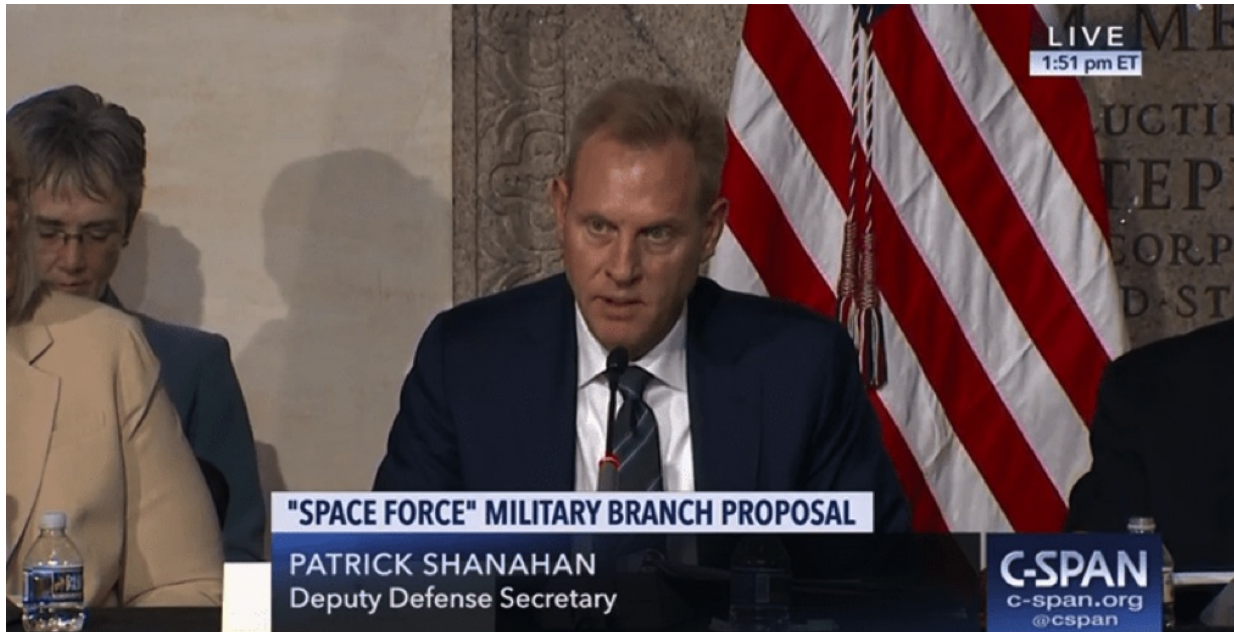 LIVE
1:51 pm ET
"SPACE FORCE" MILITARY BRANCH PROPOSAL
PATRICK SHANAHAN
Deputy Defense Secretary
C-SPAN
c-span.org
@cspan